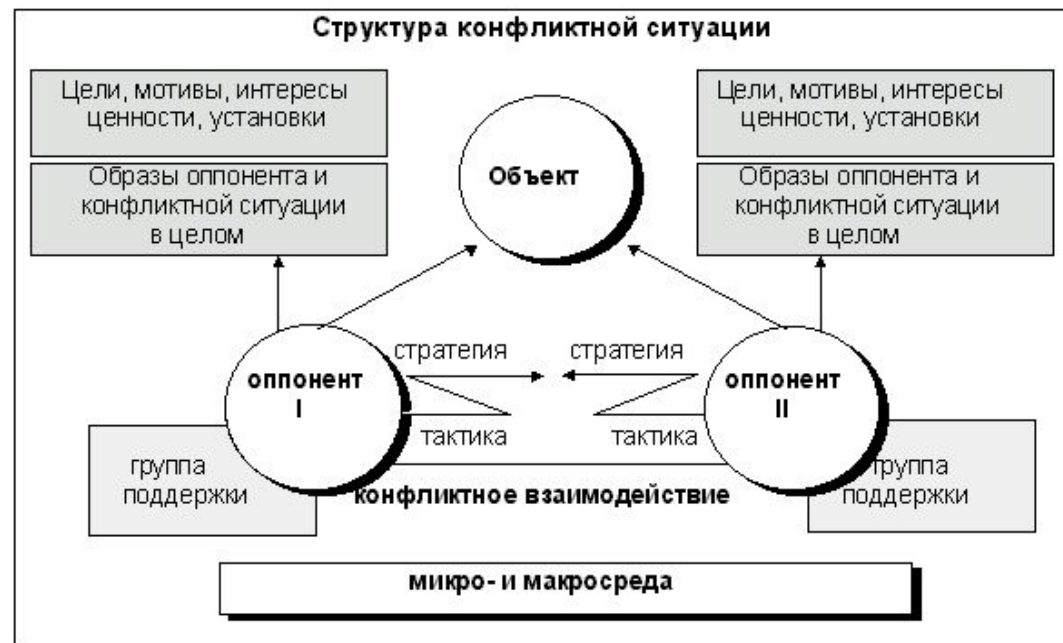 Структура конфликтной ситуации
Цели, мотивы, интересы
ценности, установки
Образы оппонента и
конфликтной ситуации
в целом
Объект
Цели, мотивы, интересы
ценности, установки
Образы оппонента и
конфликтной ситуации
в целом
оппонент
I
стратегия
стратегия
тактика
тактика
оппонент
II
группа
поддержки
конфликтное взаимодействие
группа
поддержки
микро- и макросреда